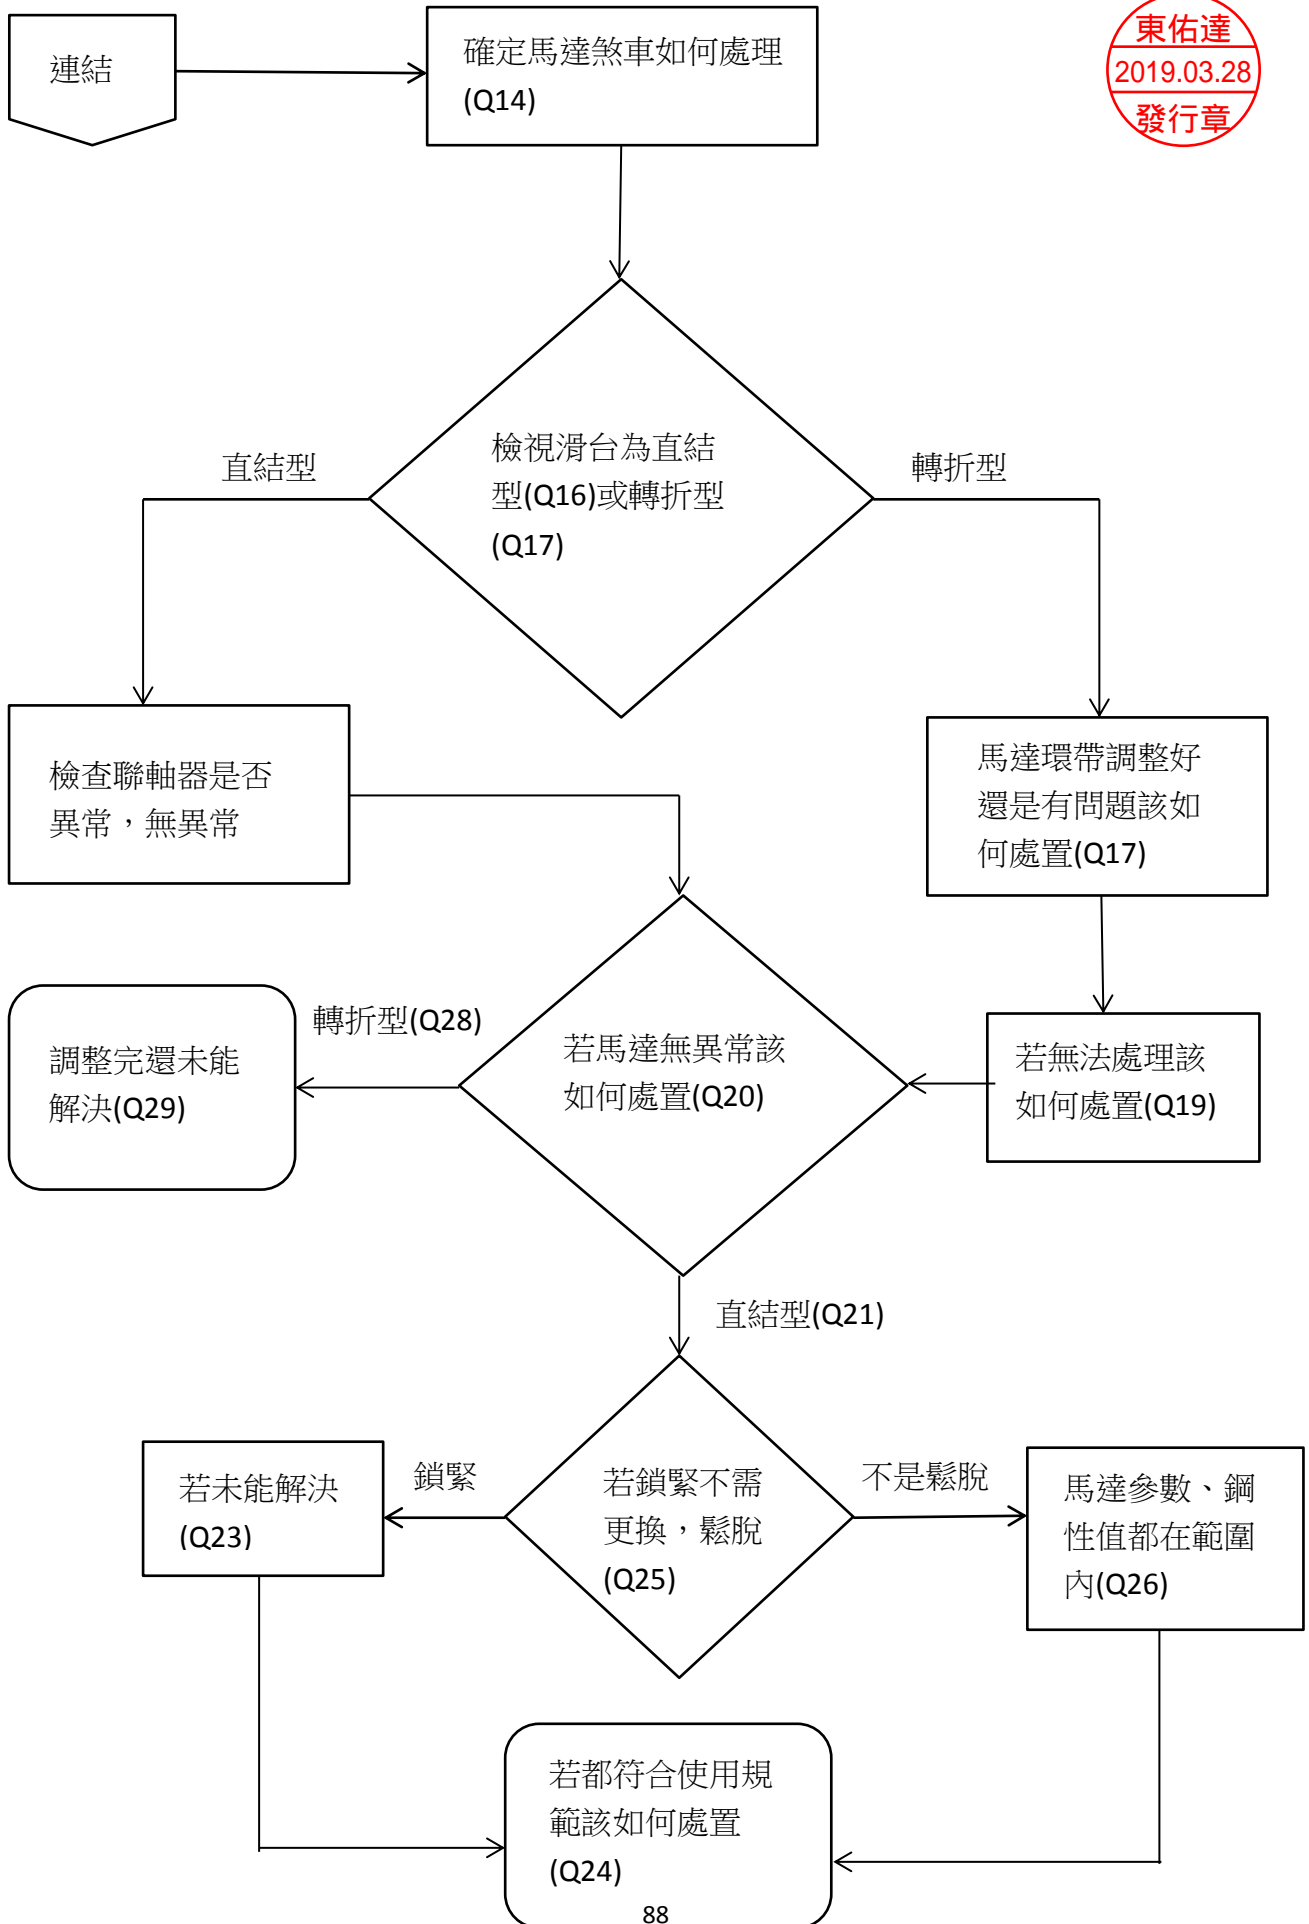 連結
確定馬達煞車如何處理
(Q14)
東佑達
2019.03.28
發行章
檢視滑台為直結
型(Q16)或轉折型
(Q17)
直結型
轉折型
檢查聯軸器是否
異常，無異常
馬達環帶調整好
還是有問題該如
何處置(Q17)
調整完還未能
解決(Q29)
轉折型(Q28)
若馬達無異常該
如何處置(Q20)
若無法處理該
如何處置(Q19)
直結型(Q21)
若未能解決
(Q23)
鎖緊
若鎖緊不需
更換，鬆脫
(Q25)
不是鬆脫
馬達參數、鋼
性值都在範圍
內(Q26)
若都符合使用規
範該如何處置
(Q24)
88